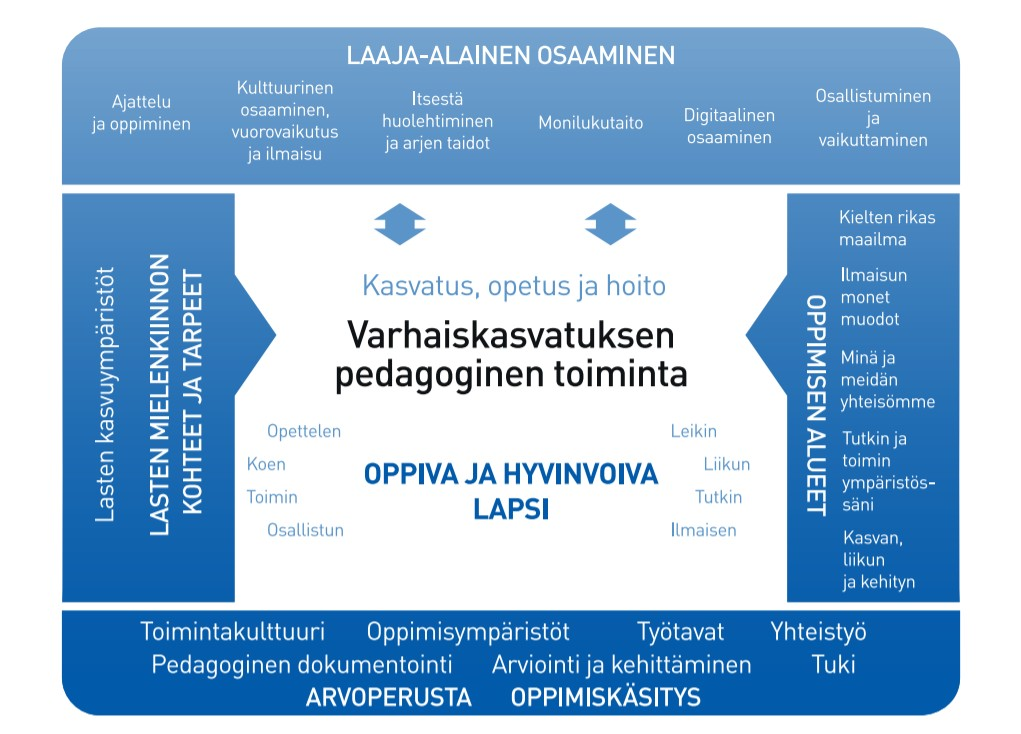 LAAJA-ALAINEN OSAAMINEN
Ajattelu
ja oppiminen
Kulttuurinen
osaaminen,
vuorovaikutus
ja ilmaisu
Itsestä
huolehtiminen
ja arjen taidot
Monilukutaito
Digitaalinen
osaaminen
Osallistuminen
ja
vaikuttaminen
Lasten kasvuympäristöt
LASTEN MIELENKIINNON
KOHTEET JA TARPEET
Kasvatus, opetus ja hoito
Varhaiskasvatuksen
pedagoginen toiminta
Opettelen
Koen
Toimin
Osallistun
OPPIVA JA HYVINVOIVA
LAPSI
Leikin
Liikun
Tutkin
Ilmaisen
OPPIMISEN ALUEET
Kielten rikas
maailma
Ilmaisun
monet
muodot
Minä ja
meidän
yhteisömme
Tutkin ja
toimin
ympäristös-
säni
Kasvan,
liikun
ja kehityn
Toimintakulttuuri Oppimisympäristöt Työtavat Yhteistyö
Pedagoginen dokumentointi Arviointi ja kehittäminen Tuki
ARVOPERUSTA OPPIMISKÄSITYS